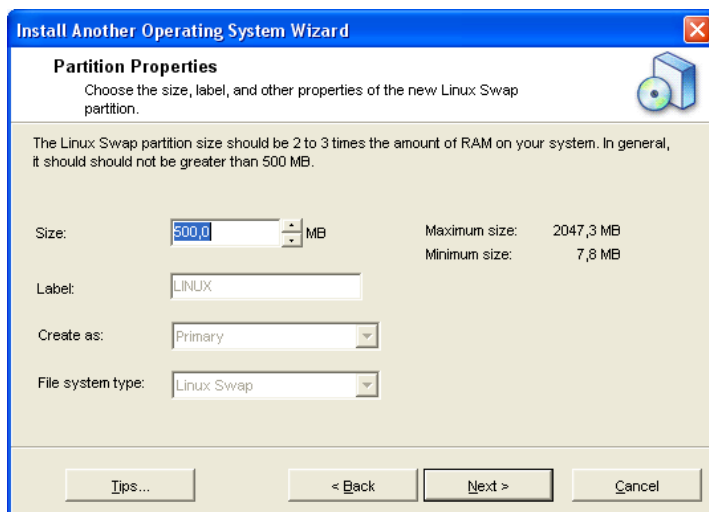 Install Another Operating System Wizard
Partition Properties
Choose the size, label, and other properties of the new Linux Swap
partition.
The Linux Swap partition size should be 2 to 3 times the amount of RAM on your system. In general,
it should should not be greater than 500 MB.
Size: 500,0 MB Maximum size: 2047,3 MB
Minimum size: 7,8 MB
Label: LINUX
Create as: Primary
File system type: Linux Swap
Tips... < Back Next > Cancel